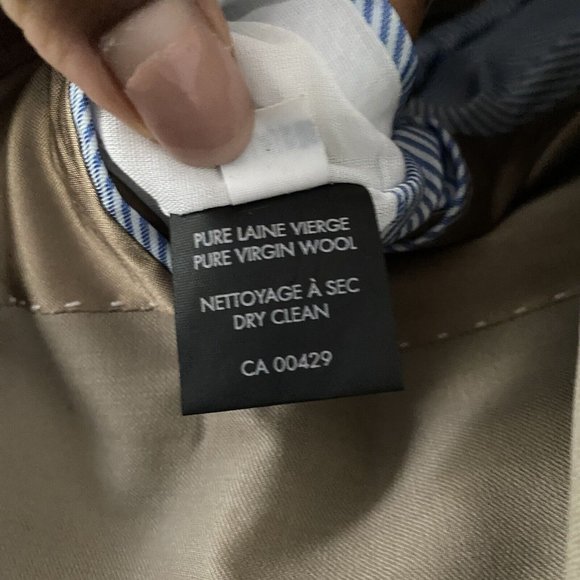 PURE LAINE VIERGE
PURE VIRGIN WOOL
NETTOYAGE À SEC
DRY CLEAN
CA 00429